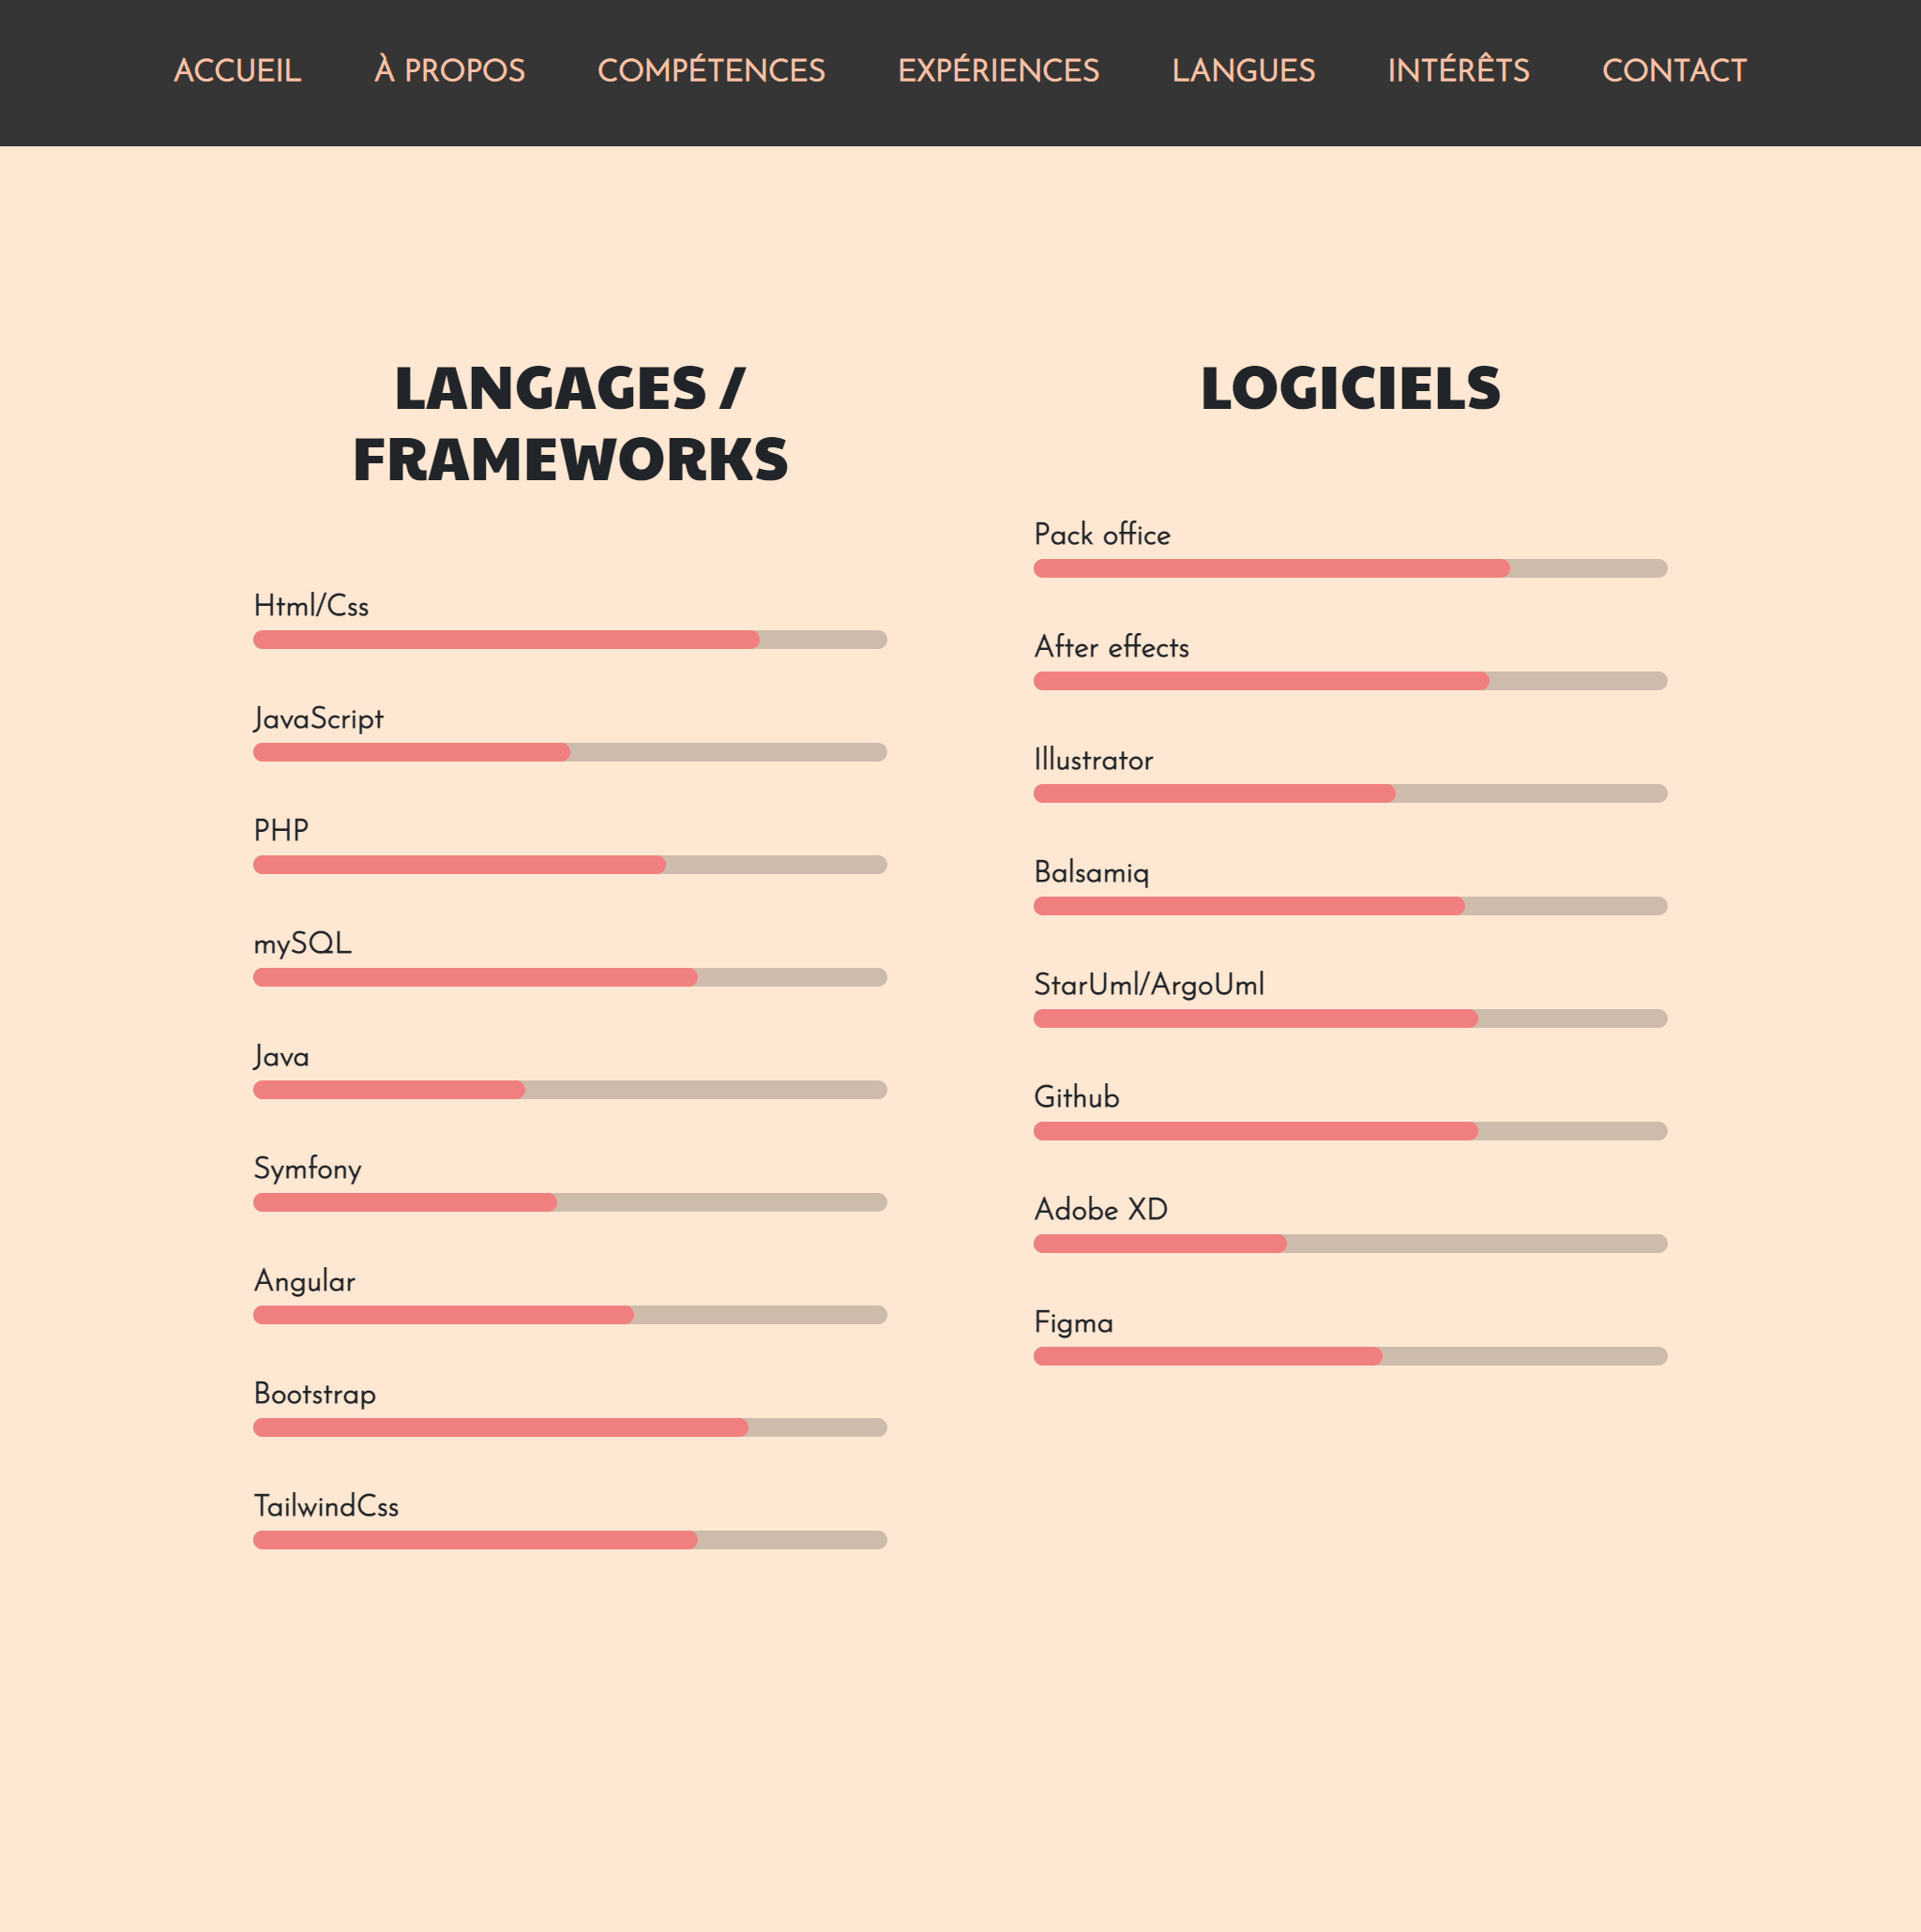 ACCUEIL À PROPOS COMPÉTENCES EXPÉRIENCES LANGUES INTÉRÊTS CONTACT
LANGAGES /
FRAMEWORKS
Html/Css
JavaScript
PHP
mySQL
Java
Symfony
Angular
Bootstrap
TailwindCss
LOGICIELS
Pack office
After effects
Illustrator
Balsamiq
StarUml/ArgoUml
Github
Adobe XD
Figma